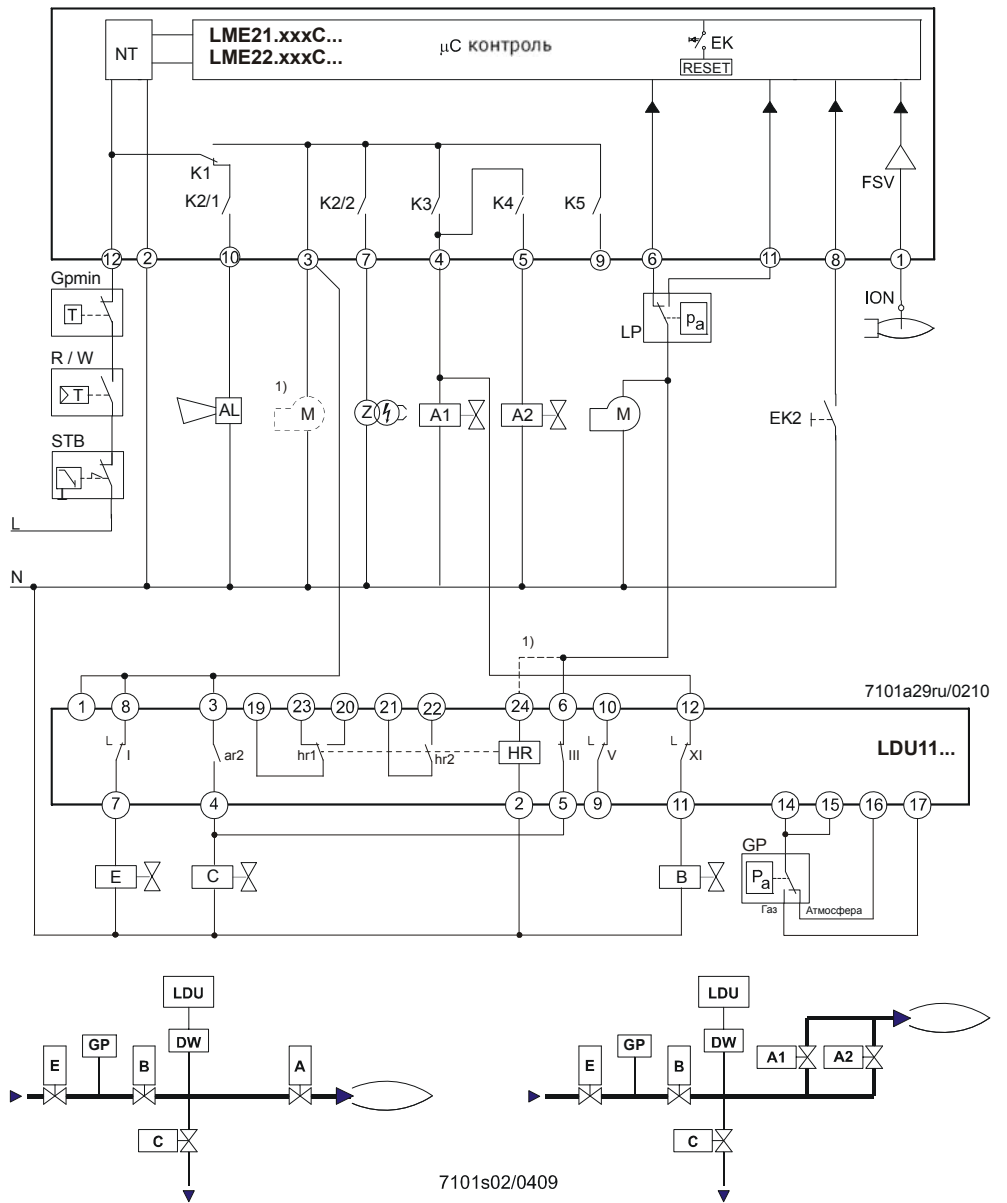 LME21.xxxC...
LME22.xxxC...
µC контроль
NT
EK
RESET
FSV
K1
K2/1
K2/2
K3
K4
K5
12
2
10
3
7
4
5
9
6
11
8
1
Gpmin
T
R / W
T
STB
AL
1)
M
Z
A1
A2
LP
pa
M
ION
EK2
L
N
1)
7101a29ru/0210
1
8
3
19
23
20
21
22
24
6
10
12
LDU11...
L
I
ar2
hr1
hr2
HR
III
L
V
L
XI
7
4
2
5
9
11
14
15
16
17
E
C
B
GP
Pa
Газ
Атмосфера
LDU
DW
E
GP
B
A
C
LDU
DW
E
GP
B
A1
A2
C
7101s02/0409